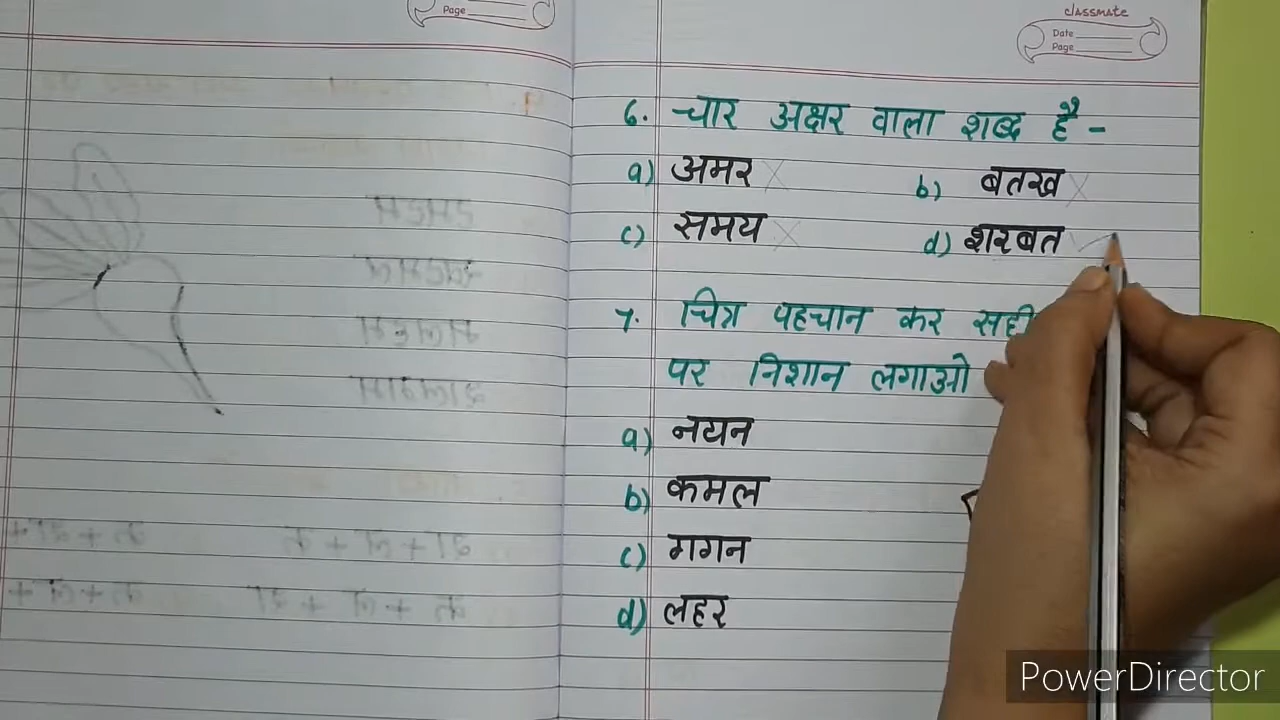 Page
classmate
Date
Page
6. चार अक्षर वाला शब्द है -
a) अमर × b) बतख ×
c) समय × d) शरबत
7. चित्र पहचान कर सही
पर निशान लगाओ
a) नयन
b) कमल
c) गगन
d) लहर
PowerDirector